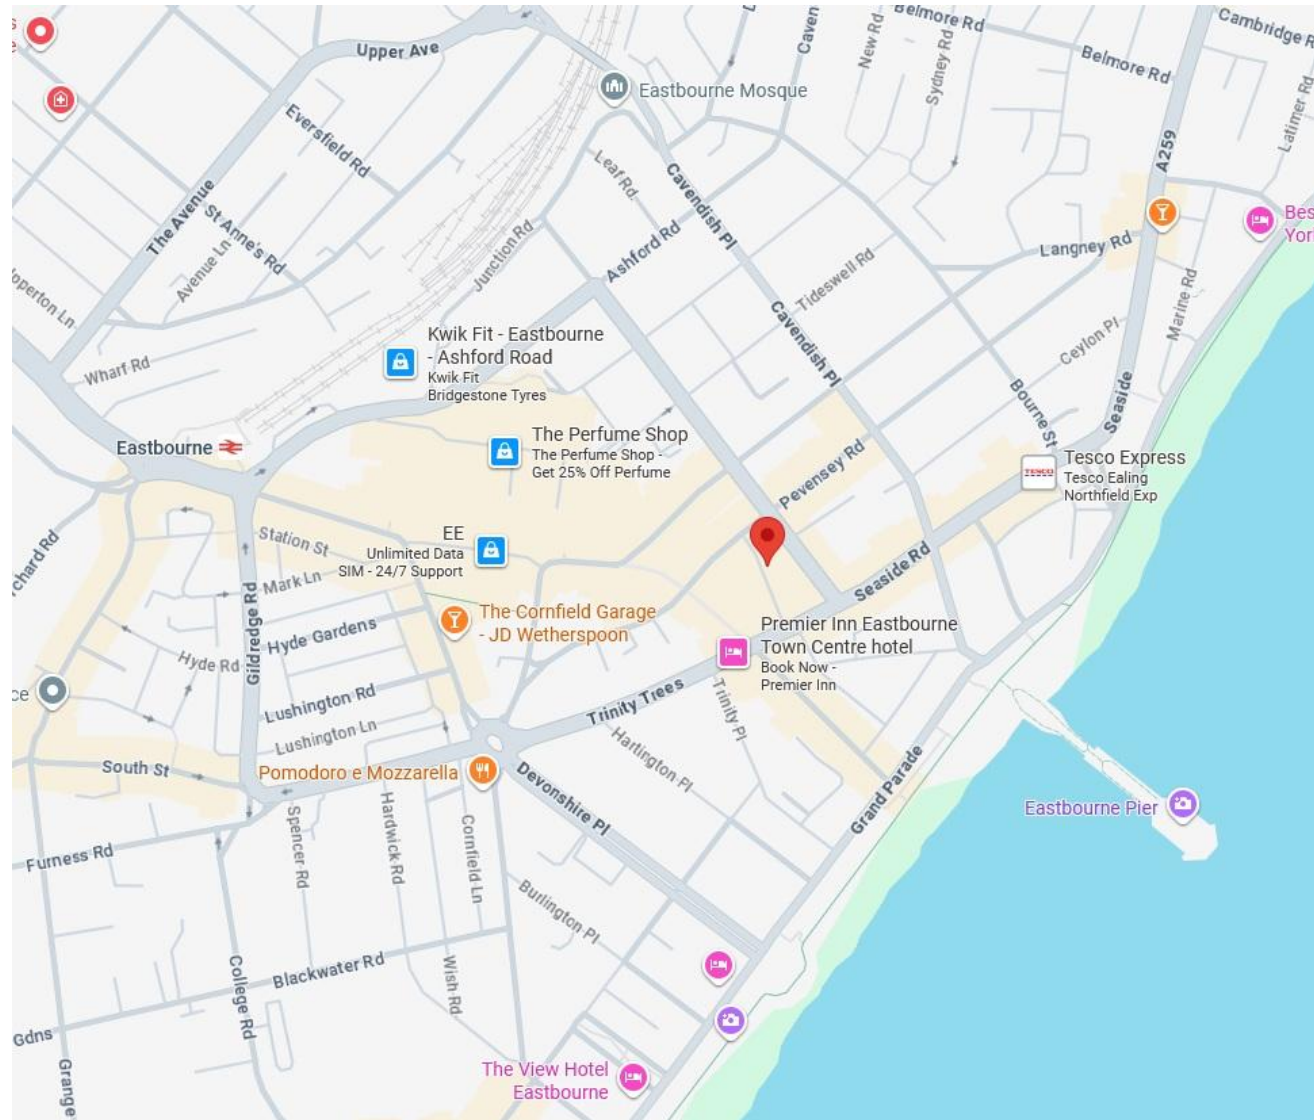 Upper Ave
Eastbourne Mosque
Belmore Rd
Belmore Rd
New Rd
Sydney Rd
A259
Latimer Rd
Eversfield Rd
Leaf Rd.
Cavendish Pl
The Avenue
St Anne's Rd
Avenue Ln
Junction Rd
Ashford Rd
Tideswell Rd
Langney Rd
Marine Rd
Cavendish Pl
Ceylon Pl
Wharf Rd
Kwik Fit - Eastbourne
- Ashford Road
Kwik Fit
Bridgestone Tyres
Bourne St
Seaside
Eastbourne
The Perfume Shop
The Perfume Shop -
Get 25% Off Perfume
Pevensey Rd
TESCO
Tesco Express
Tesco Ealing
Northfield Exp
Station St
EE
Unlimited Data
SIM - 24/7 Support
Mark Ln
Seaside Rd
Gildredge Rd
Hyde Gardens
The Cornfield Garage
- JD Wetherspoon
Premier Inn Eastbourne
Town Centre hotel
Book Now -
Premier Inn
Hyde Rd
Lushington Rd
Lushington Ln
Trinity Trees
Trinity Pl
Hartington Pl
South St
Pomodoro e Mozzarella
Devonshire Pl
Grand Parade
Eastbourne Pier
Furness Rd
Spencer Rd
Hardwick Rd
Cornfield Ln
Burlington Pl
Blackwater Rd
College Rd
Wish Rd
Gdns
Grange
The View Hotel
Eastbourne